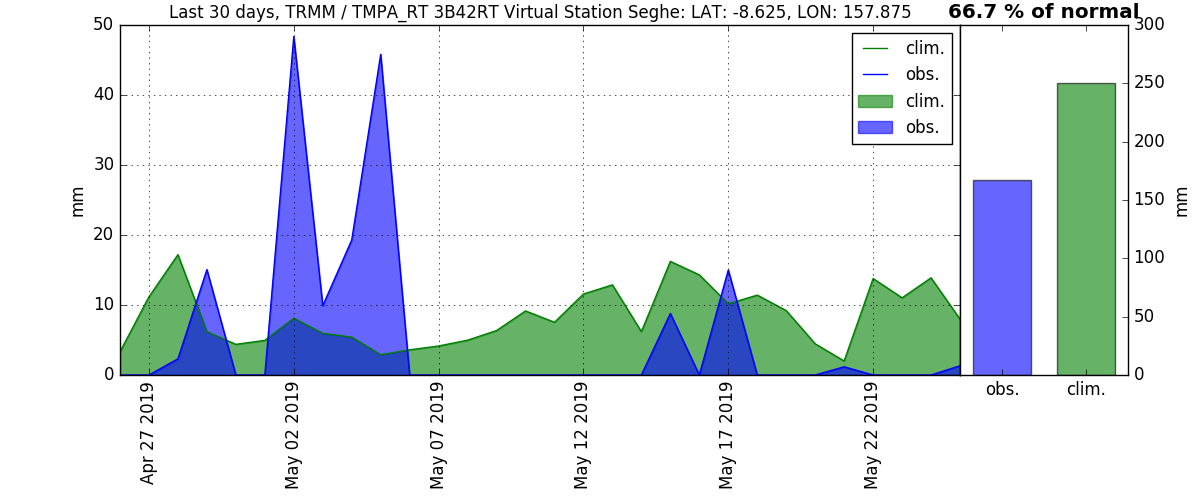 Last 30 days, TRMM / TMPA_RT 3B42RT Virtual Station Seghe: LAT: -8.625, LON: 157.875
66.7 % of normal
50
40
30
20
10
0
mm
clim.
obs.
clim.
obs.
Apr 27 2019
May 02 2019
May 07 2019
May 12 2019
May 17 2019
May 22 2019
300
250
200
150
100
50
0
mm
obs.
clim.